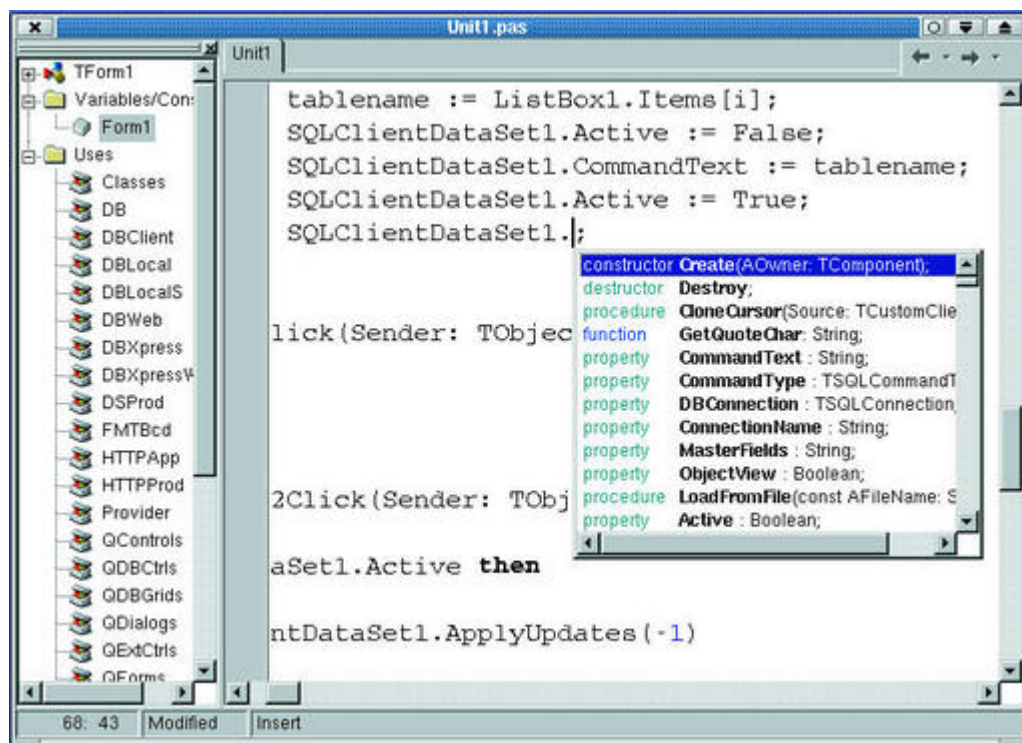 Unit1.pas
Unit1
TForm1
Variables/Con
Form1
Uses
Classes
DB
DBClient
DBLocal
DBLocalS
DBWeb
DBXpress
DBXpressW
DSProd
FMTBcd
HTTPApp
HTTPProd
Provider
QControls
QDBCtrls
QDBGrids
QDialogs
QExtCtrls
QForms
tablename := ListBox1.Items[i];
SQLClientDataSet1.Active := False;
SQLClientDataSet1.CommandText := tablename;
SQLClientDataSet1.Active := True;
SQLClientDataSet1.;
lick(Sender: TObjec
2Click(Sender: TObj
aSet1.Active then
ntDataSet1.ApplyUpdates(-1)
constructor Create(AOwner: TComponent);
destructor Destroy;
procedure CloneCursor(Source: TCustomClie
function GetQuoteChar: String;
property CommandText : String;
property CommandType : TSQLCommandT
property DBConnection : TSQLConnection;
property ConnectionName : String;
property MasterFields : String;
property ObjectView : Boolean;
procedure LoadFromFile(const AFileName: S
property Active : Boolean;
68: 43 Modified Insert